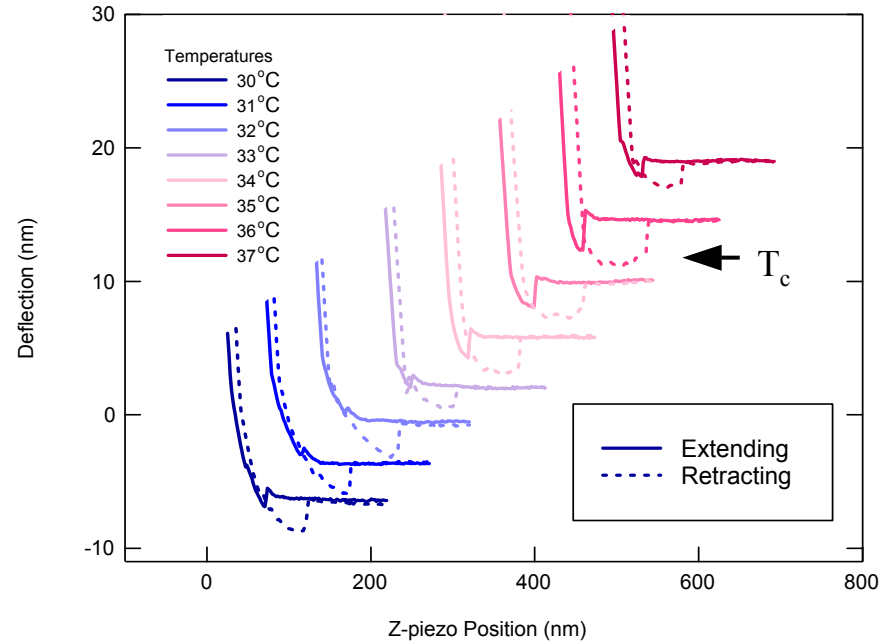 30
20
10
0
-10
Deflection (nm)
Temperatures
30°C
31°C
32°C
33°C
34°C
35°C
36°C
37°C
T_c
Extending
Retracting
0
200
400
600
800
Z-piezo Position (nm)